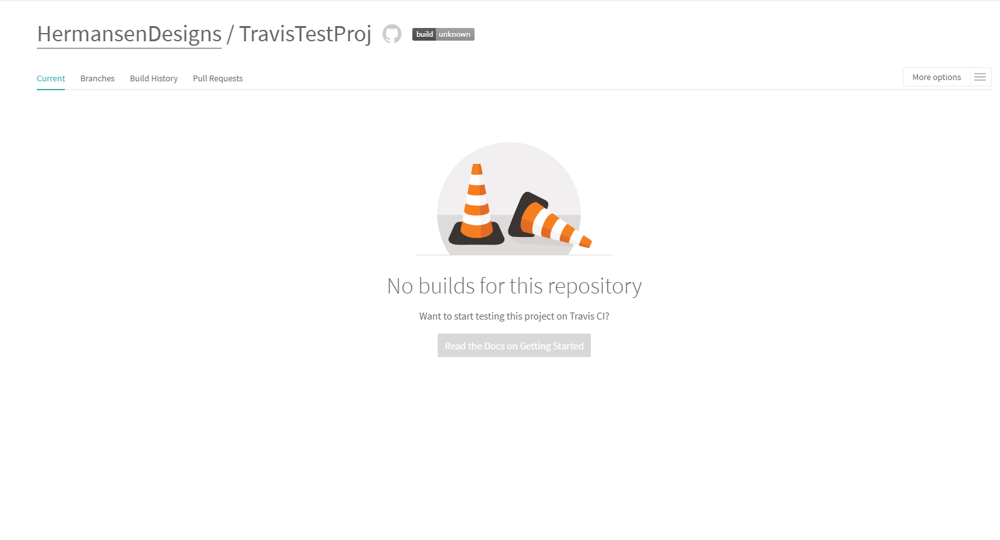 HermansenDesigns / TravisTestProj build unknown
Current Branches Build History Pull Requests More options
No builds for this repository
Want to start testing this project on Travis CI?
Read the Docs on Getting Started